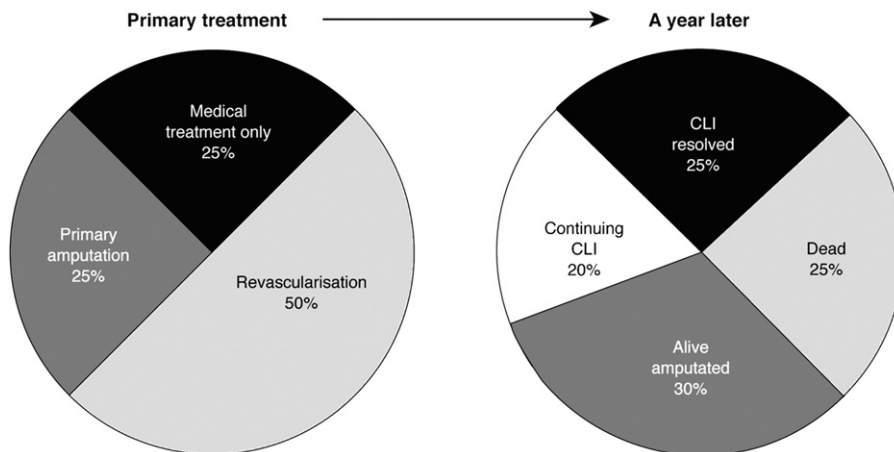 Primary treatment
A year later
Medical
treatment only
25%
Primary
amputation
25%
Revascularisation
50%
CLI
resolved
25%
Continuing
CLI
20%
Dead
25%
Alive
amputated
30%